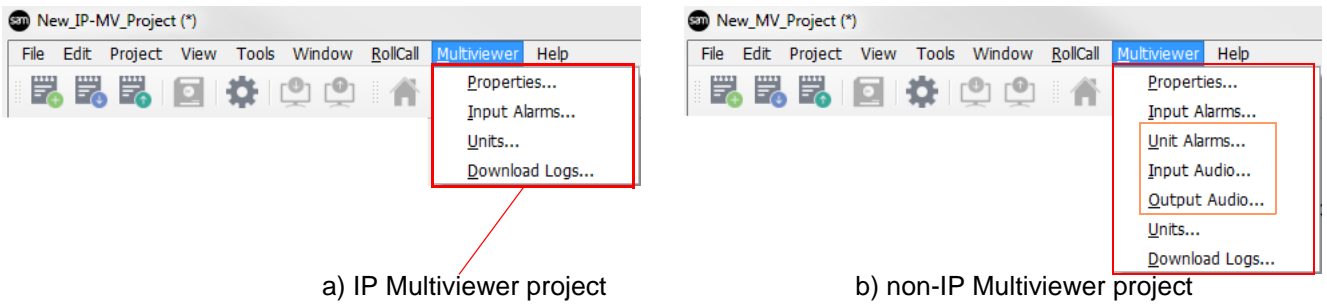 sam New_IP-MV_Project (*)
File Edit Project View Tools Window RollCall Multiviewer Help
Properties...
Input Alarms...
Units...
Download Logs...
a) IP Multiviewer project
sam New_MV_Project (*)
File Edit Project View Tools Window RollCall Multiviewer Help
Properties...
Input Alarms...
Unit Alarms...
Input Audio...
Output Audio...
Units...
Download Logs...
b) non-IP Multiviewer project